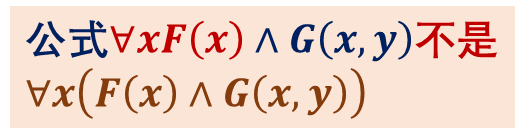 公式∀xF(x) ∧ G(x, y)不是
∀x(F(x) ∧ G(x, y))